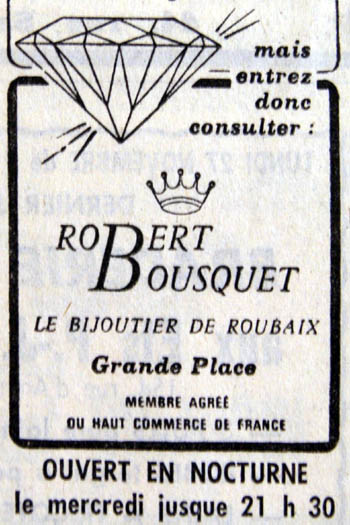 mais
entrez
donc
consulter :
ROBERT
BOUSQUET
LE BIJOUTIER DE ROUBAIX
Grande Place
MEMBRE AGRÉÉ
DU HAUT COMMERCE DE FRANCE
OUVERT EN NOCTURNE
le mercredi jusque 21 h 30